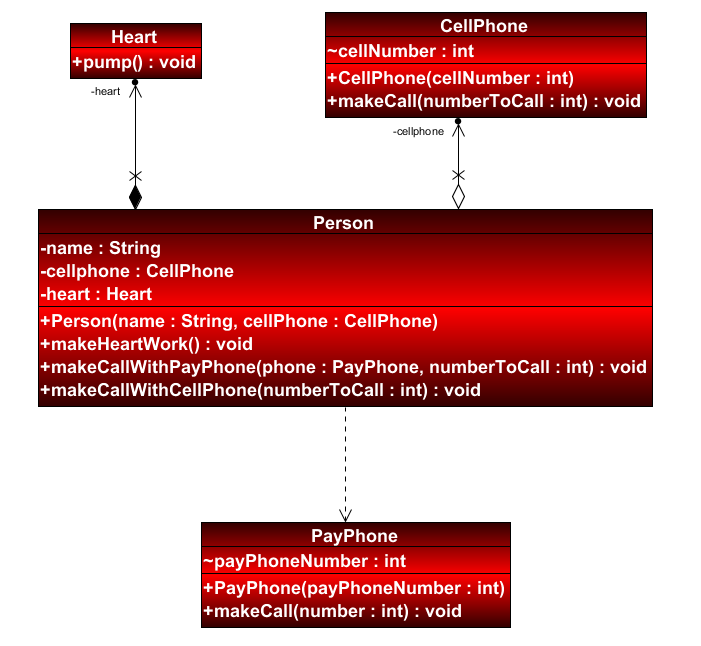 Heart
+pump() : void
-heart
CellPhone
~cellNumber : int
+CellPhone(cellNumber : int)
+makeCall(numberToCall : int) : void
-cellphone
Person
-name : String
-cellphone : CellPhone
-heart : Heart
+Person(name : String, cellPhone : CellPhone)
+makeHeartWork() : void
+makeCallWithPayPhone(phone : PayPhone, numberToCall : int) : void
+makeCallWithCellPhone(numberToCall : int) : void
PayPhone
~payPhoneNumber : int
+PayPhone(payPhoneNumber : int)
+makeCall(number : int) : void